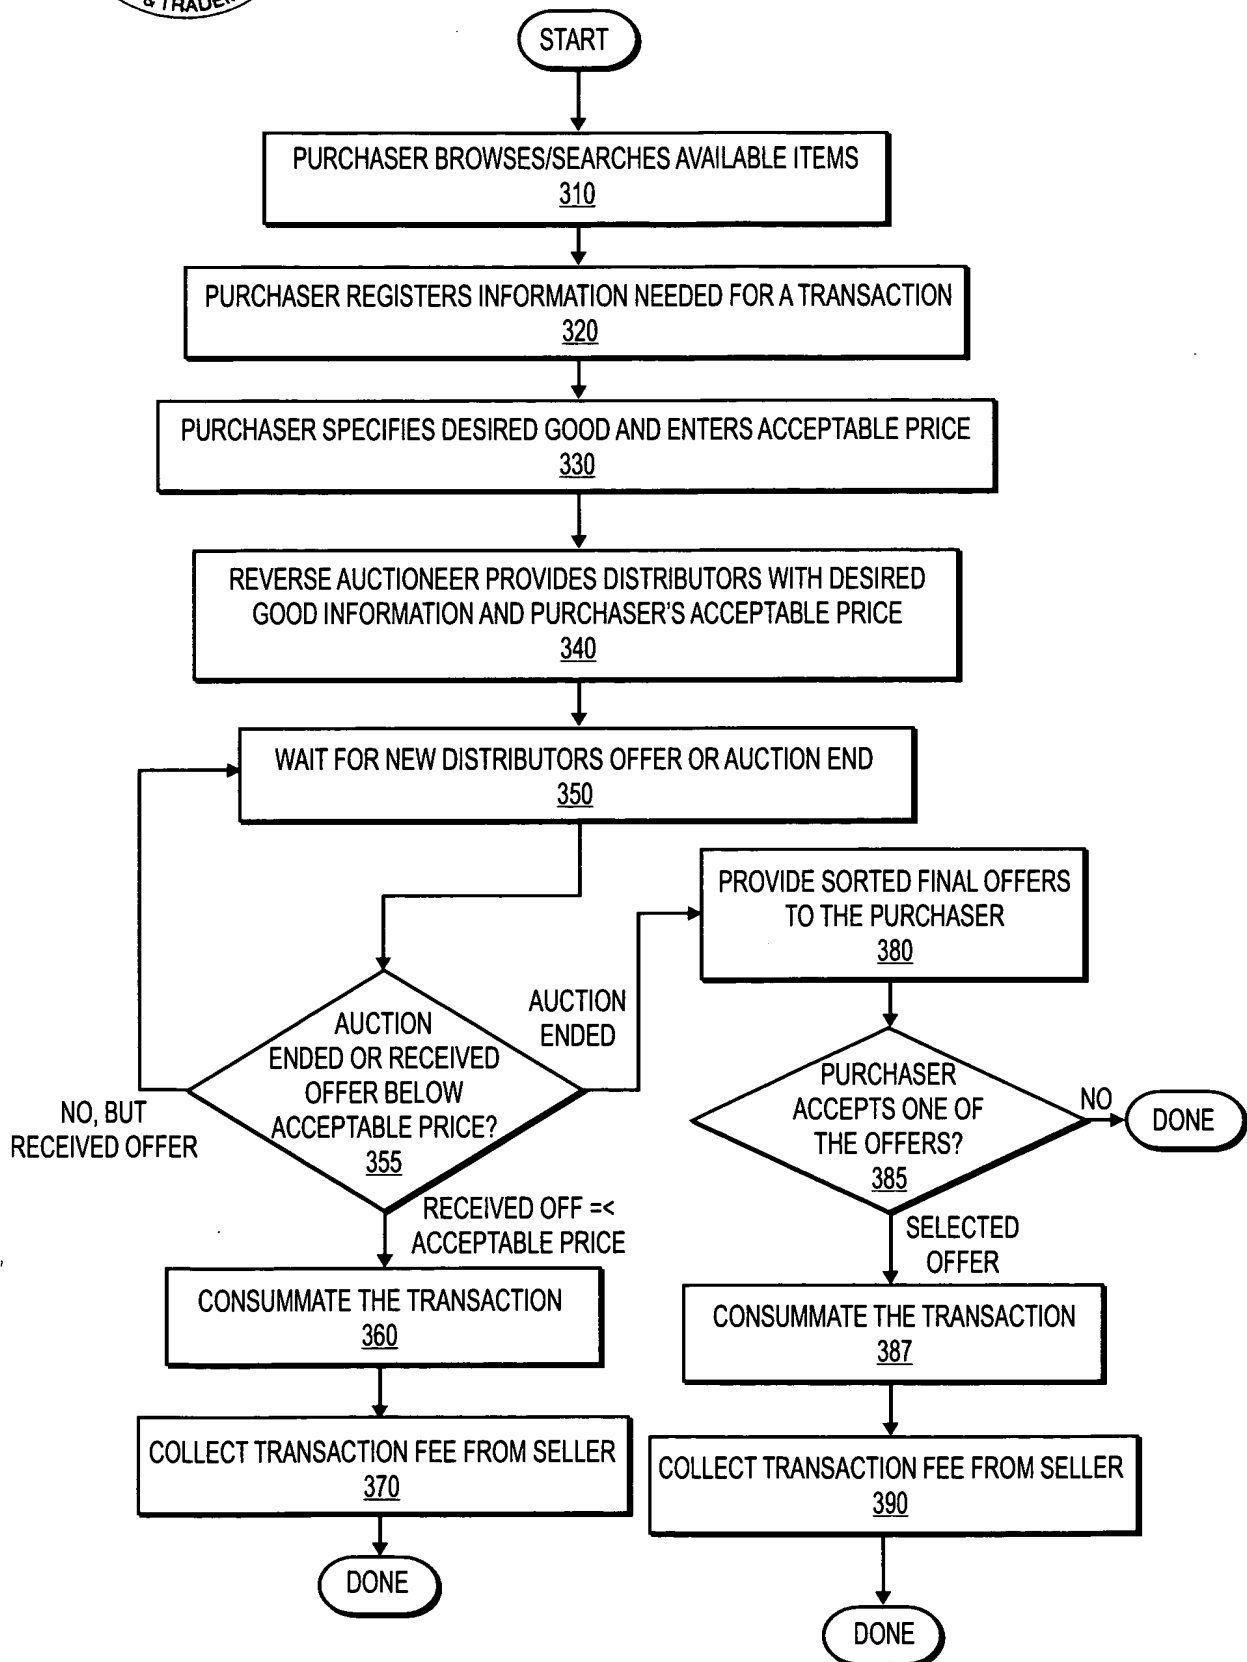 & TRADEM
START
PURCHASER BROWSES/SEARCHES AVAILABLE ITEMS
310
PURCHASER REGISTERS INFORMATION NEEDED FOR A TRANSACTION
320
PURCHASER SPECIFIES DESIRED GOOD AND ENTERS ACCEPTABLE PRICE
330
REVERSE AUCTIONEER PROVIDES DISTRIBUTORS WITH DESIRED
GOOD INFORMATION AND PURCHASER'S ACCEPTABLE PRICE
340
WAIT FOR NEW DISTRIBUTORS OFFER OR AUCTION END
350
AUCTION
ENDED OR RECEIVED
OFFER BELOW
ACCEPTABLE PRICE?
355
NO, BUT
RECEIVED OFFER
AUCTION
ENDED
RECEIVED OFF =<
ACCEPTABLE PRICE
CONSUMMATE THE TRANSACTION
360
COLLECT TRANSACTION FEE FROM SELLER
370
DONE
PROVIDE SORTED FINAL OFFERS
TO THE PURCHASER
380
PURCHASER
ACCEPTS ONE OF
THE OFFERS?
385
NO
DONE
SELECTED
OFFER
CONSUMMATE THE TRANSACTION
387
COLLECT TRANSACTION FEE FROM SELLER
390
DONE